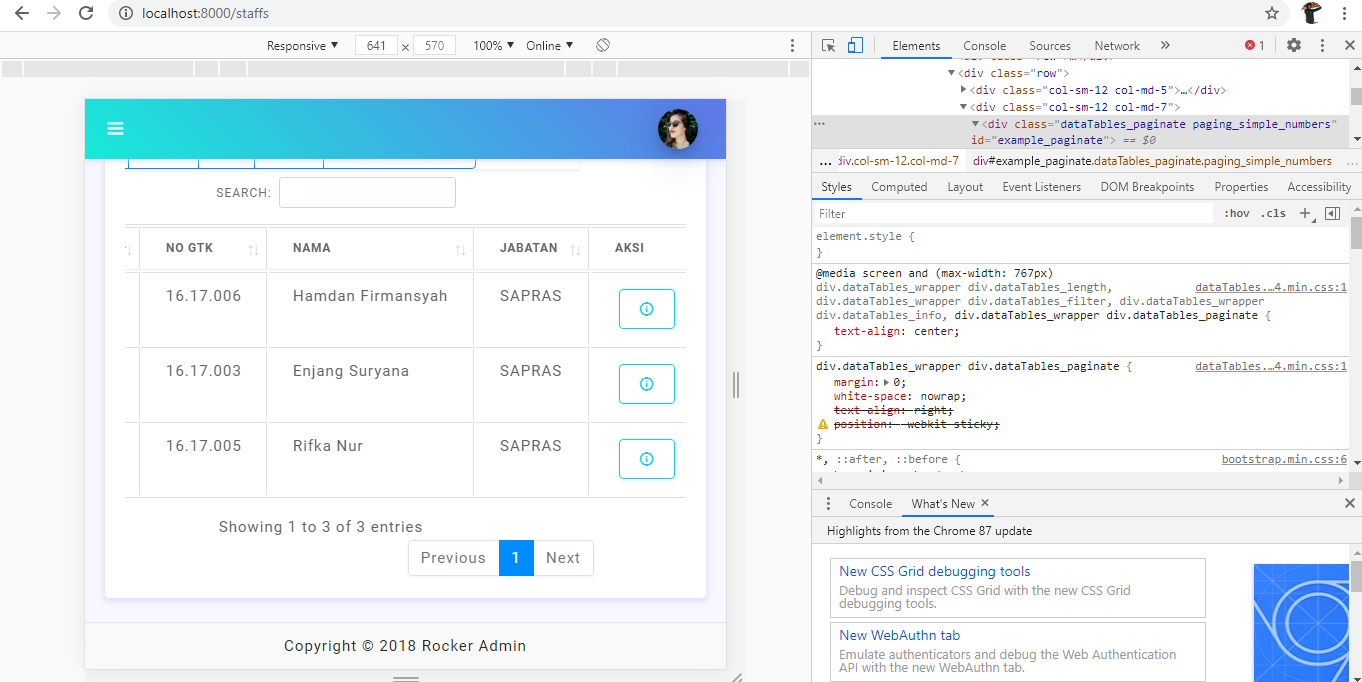 localhost:8000/staffs
Responsive ▼ 641 × 570 100% ▼ Online ▼
SEARCH:
NO GTK NAMA JABATAN AKSI
16.17.006 Hamdan Firmansyah SAPRAS
16.17.003 Enjang Suryana SAPRAS
16.17.005 Rifka Nur SAPRAS
Showing 1 to 3 of 3 entries
Previous 1 Next
Copyright © 2018 Rocker Admin
Elements Console Sources Network » 1
▼<div class="row">
▶<div class="col-sm-12 col-md-5">…</div>
▼<div class="col-sm-12 col-md-7">
▼<div class="dataTables_paginate paging_simple_numbers"
id="example_paginate"> == $0
... div.col-sm-12.col-md-7 div#example_paginate.dataTables_paginate.paging_simple_numbers ...
Styles Computed Layout Event Listeners DOM Breakpoints Properties Accessibility
Filter :hov .cls +
element.style {
}
@media screen and (max-width: 767px)
div.dataTables_wrapper div.dataTables_length, dataTables.…4.min.css:1
div.dataTables_wrapper div.dataTables_filter, div.dataTables_wrapper
div.dataTables_info, div.dataTables_wrapper div.dataTables_paginate {
text-align: center;
}
div.dataTables_wrapper div.dataTables_paginate { dataTables.…4.min.css:1
margin: ▶ 0;
white-space: nowrap;
text-align: right;
position: -webkit-sticky;
}
*, ::after, ::before { bootstrap.min.css:6
Console What's New ×
Highlights from the Chrome 87 update
New CSS Grid debugging tools
Debug and inspect CSS Grid with the new CSS Grid
debugging tools.
New WebAuthn tab
Emulate authenticators and debug the Web Authentication
API with the new WebAuthn tab.